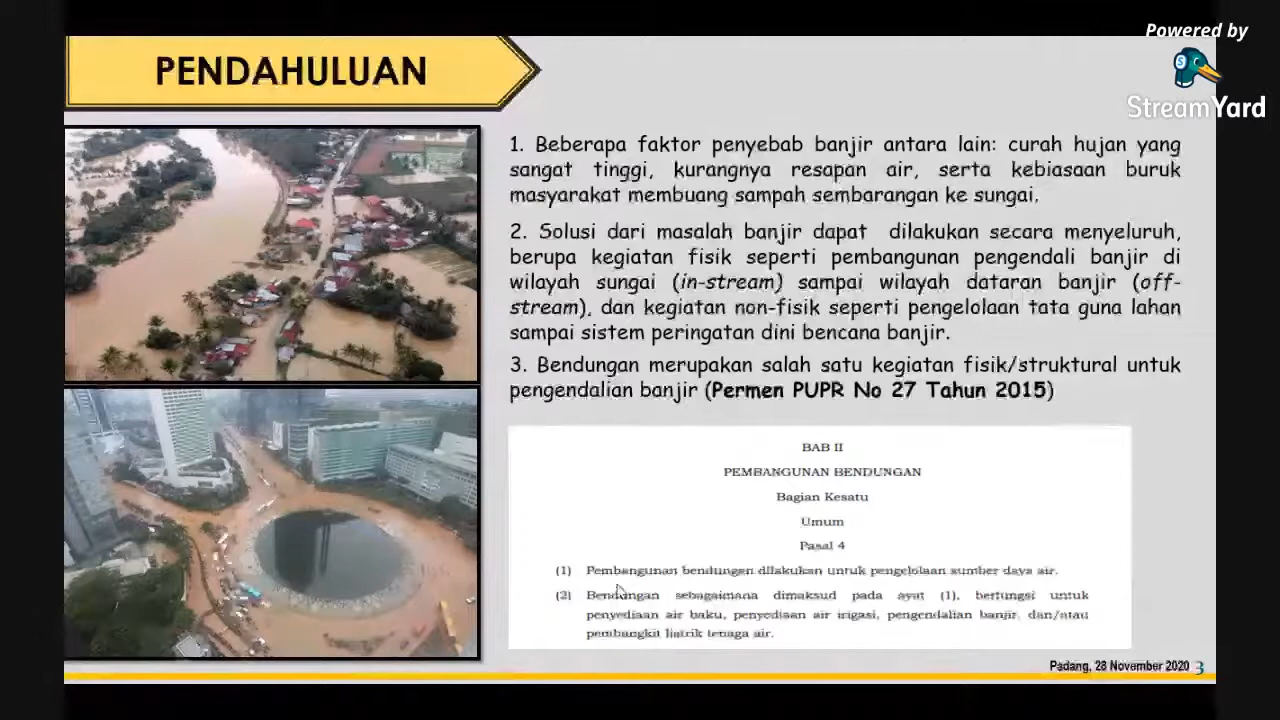 Powered by
StreamYard
PENDAHULUAN
1. Beberapa faktor penyebab banjir antara lain: curah hujan yang
sangat tinggi, kurangnya resapan air, serta kebiasaan buruk
masyarakat membuang sampah sembarangan ke sungai.
2. Solusi dari masalah banjir dapat dilakukan secara menyeluruh,
berupa kegiatan fisik seperti pembangunan pengendali banjir di
wilayah sungai (in-stream) sampai wilayah dataran banjir (off-
stream), dan kegiatan non-fisik seperti pengelolaan tata guna lahan
sampai sistem peringatan dini bencana banjir.
3. Bendungan merupakan salah satu kegiatan fisik/struktural untuk
pengendalian banjir (Permen PUPR No 27 Tahun 2015)
BAB II
PEMBANGUNAN BENDUNGAN
Bagian Kesatu
Umum
Pasal 4
(1) Pembangunan bendungan dilakukan untuk pengelolaan sumber daya air.
(2) Bendungan sebagaimana dimaksud pada ayat (1), berfungsi untuk
penyediaan air baku, penyediaan air irigasi, pengendalian banjir, dan/atau
pembangkit listrik tenaga air.
Padang, 28 November 2020 3